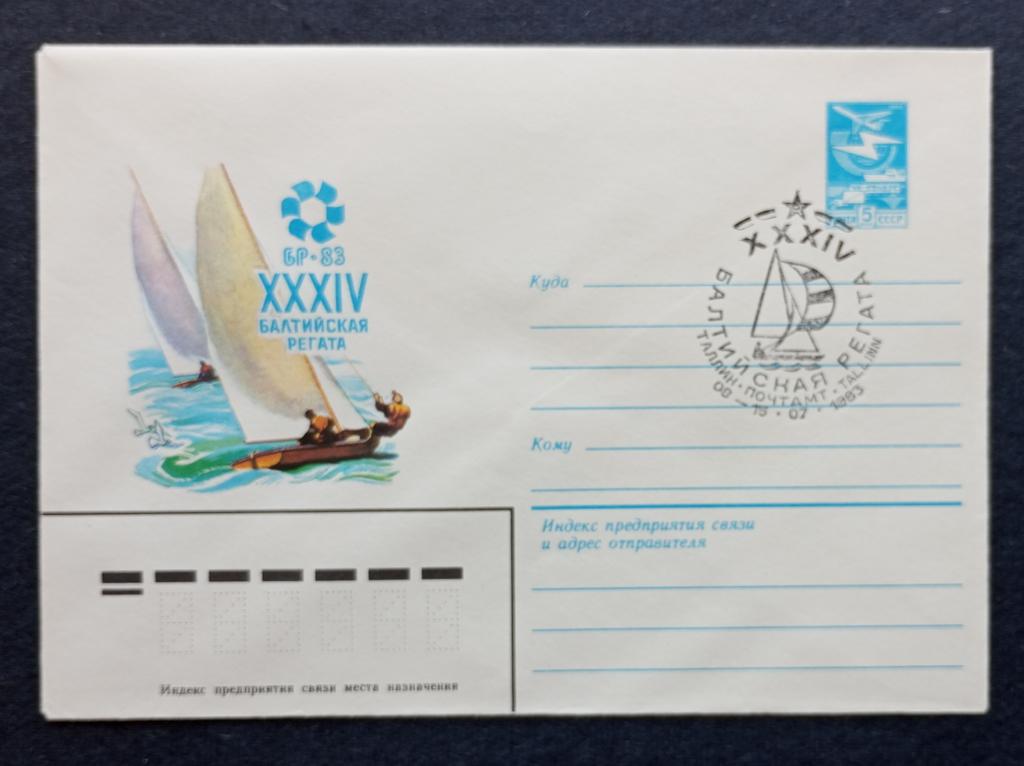 БР·83
XXXIV
БАЛТИЙСКАЯ
РЕГАТА
ПОЧТА 5 СССР
XXXIV
БАЛТИЙСКАЯ РЕГАТА
ТАЛЛИН · ПОЧТАМТ · TALLINN
00 — 15 · 07 · 1983
Куда
Кому
Индекс предприятия связи
и адрес отправителя
Индекс предприятия связи места назначения